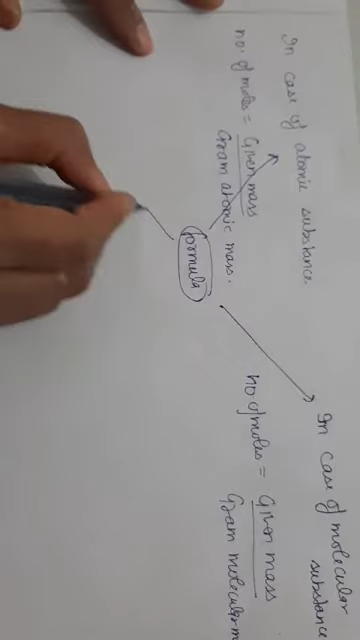 In case of atomic substance.
no. of moles = Given mass
Gram atomic mass.
formula
In case of molecular
substance
no. of moles = Given mass
Gram molecular m